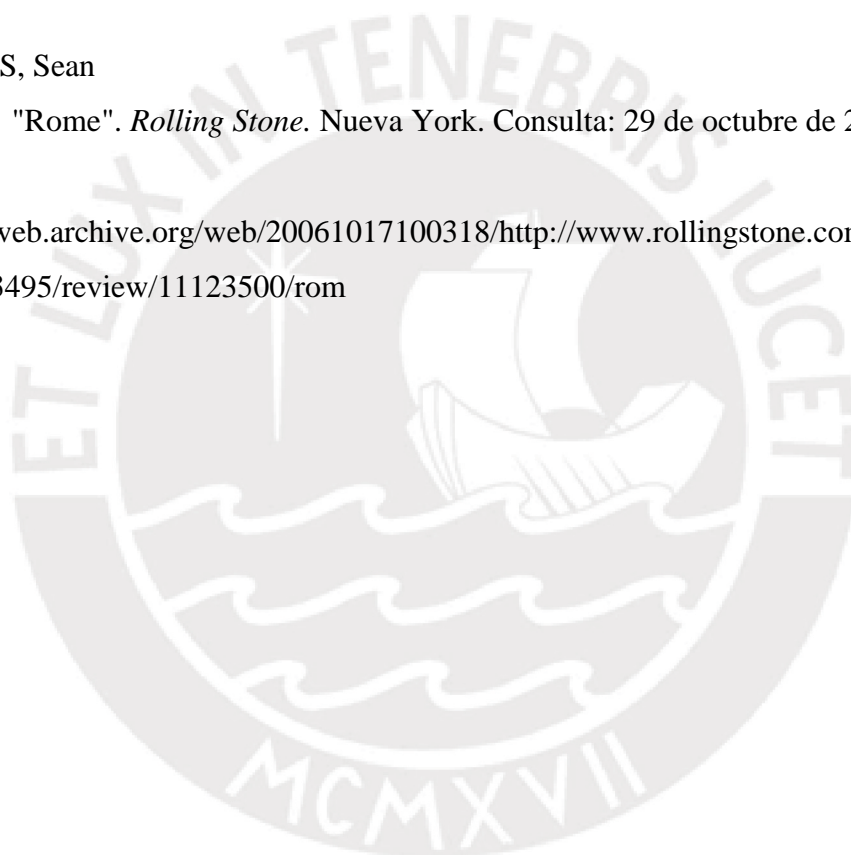 S, Sean
"Rome". Rolling Stone. Nueva York. Consulta: 29 de octubre de 2
web.archive.org/web/20061017100318/http://www.rollingstone.com
3495/review/11123500/rom
ET LUX IN TENEBRIS LUCET
MCMXVII